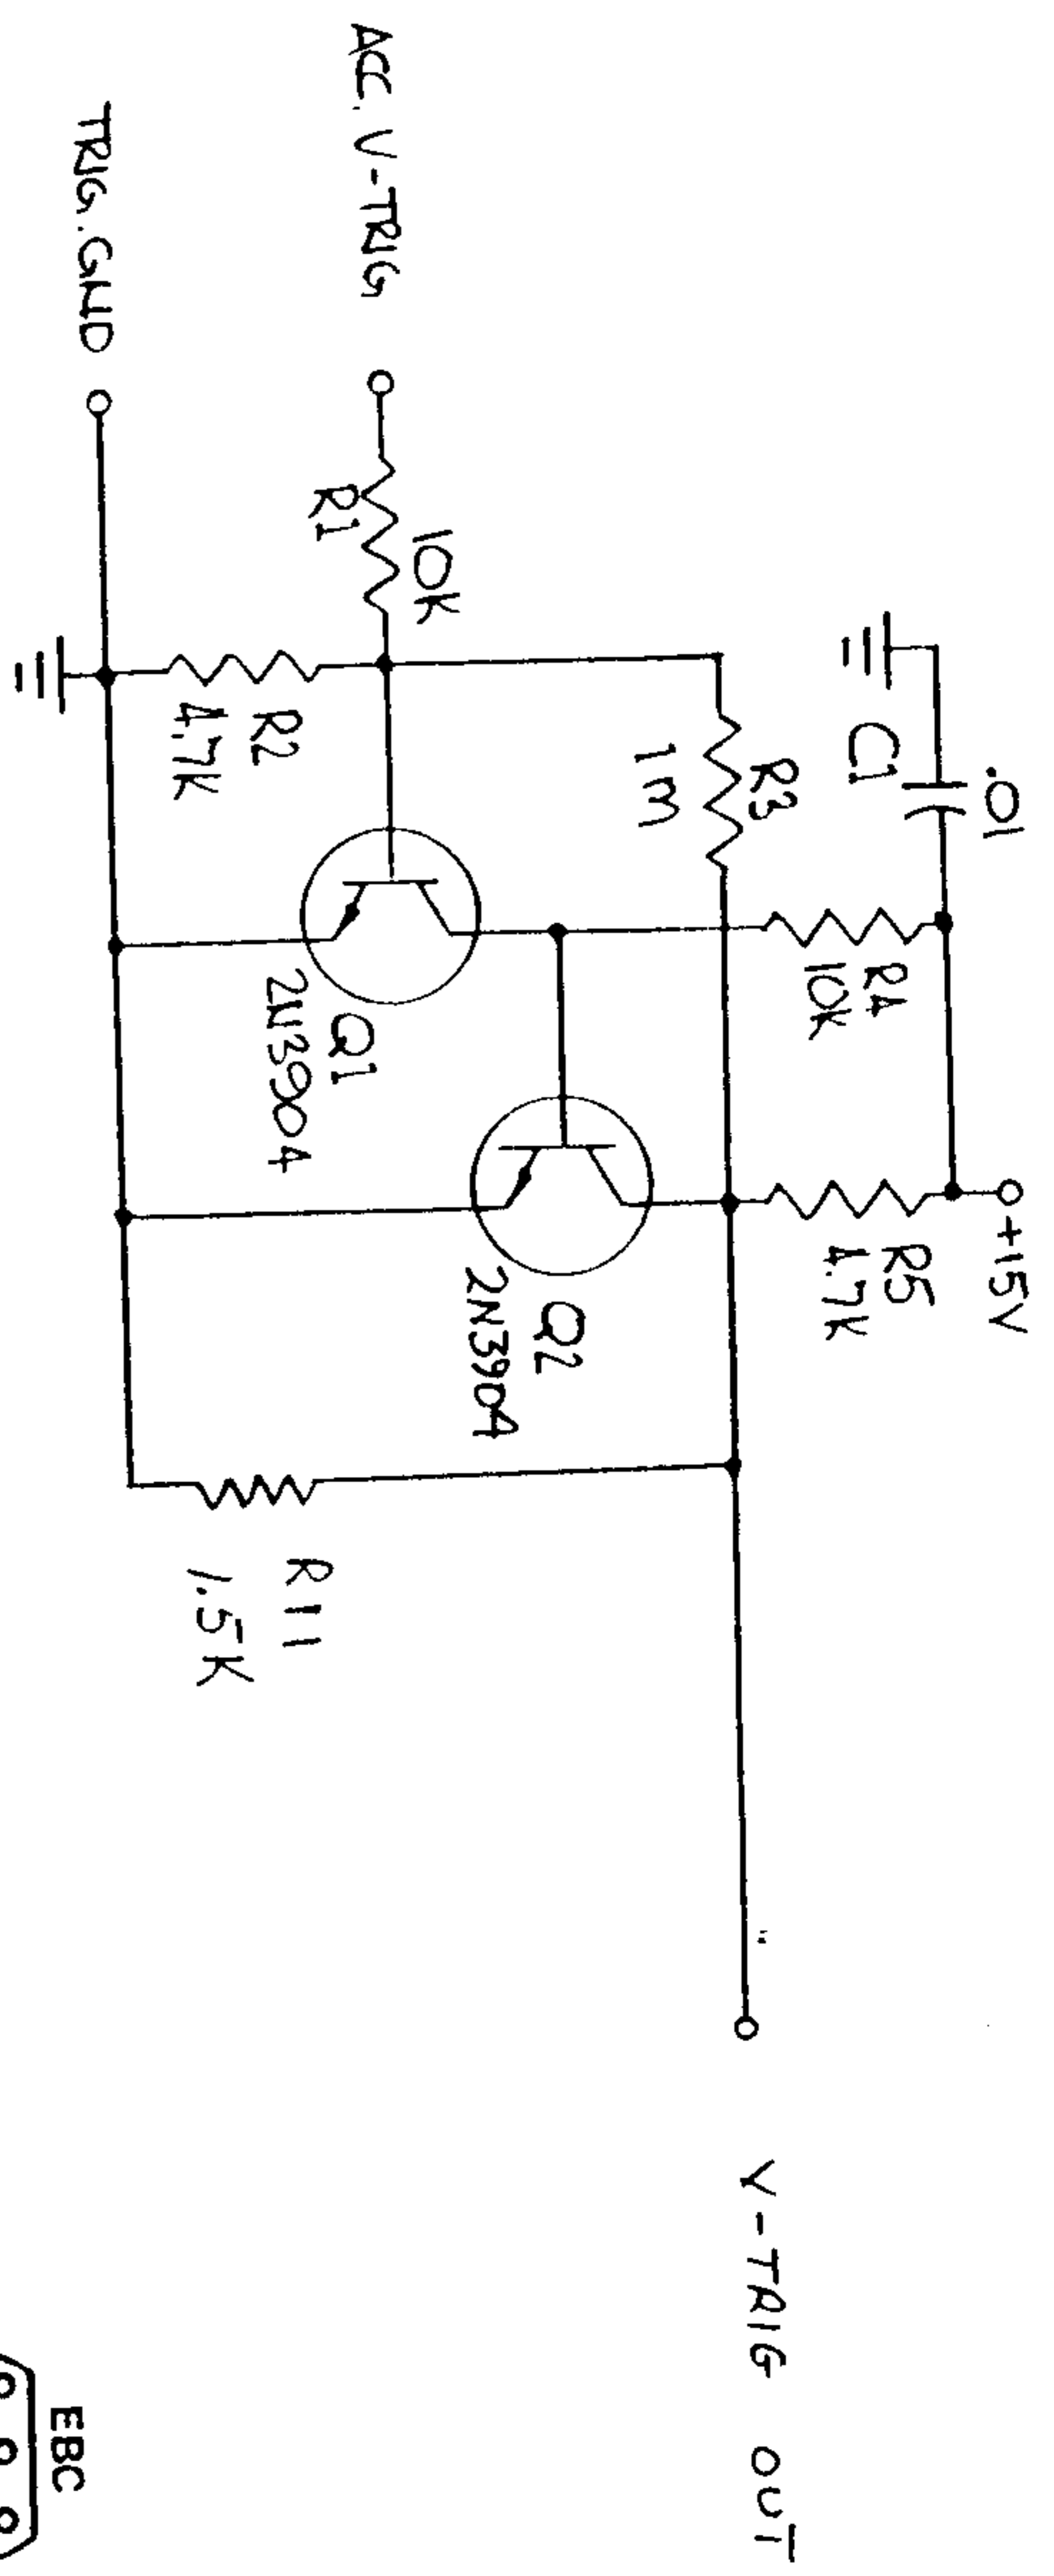 .01
C1
+15V
R4
10K
R5
4.7K
R3
1m
V-TRIG OUT
ACC. V-TRIG
10K
R1
Q2
2N3904
Q1
2N3904
R2
4.7K
R11
1.5K
TRIG. GND
EBC